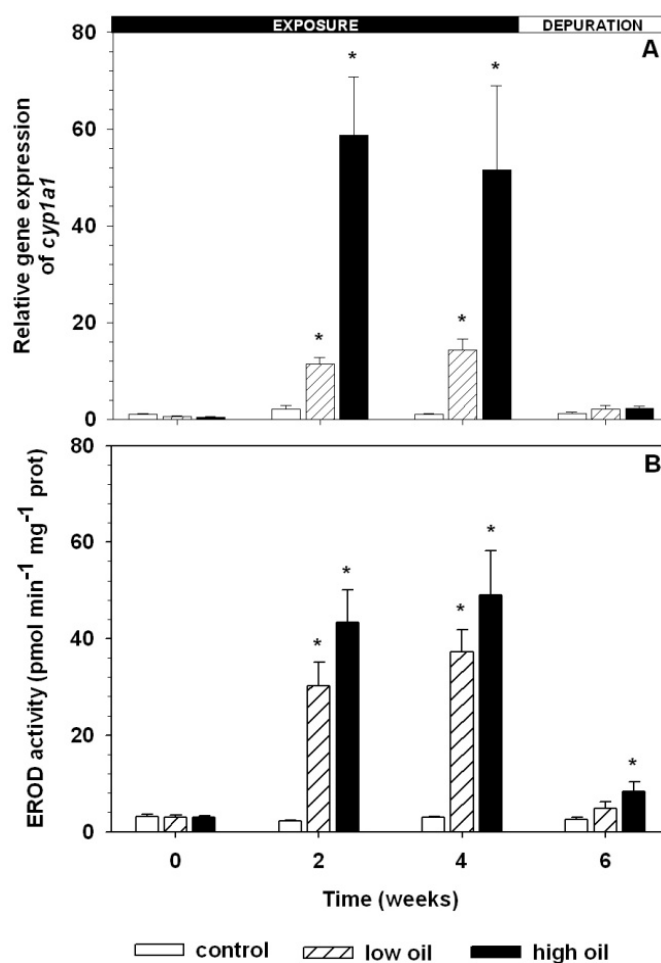 EXPOSURE DEPURATION
80
A
*
*
60
Relative gene expression
of cyp1a1
40
20
*
*
0
80
B
EROD activity (pmol min⁻¹ mg⁻¹ prot)
60
*
*
*
*
40
20
*
0
0 2 4 6
Time (weeks)
control low oil high oil